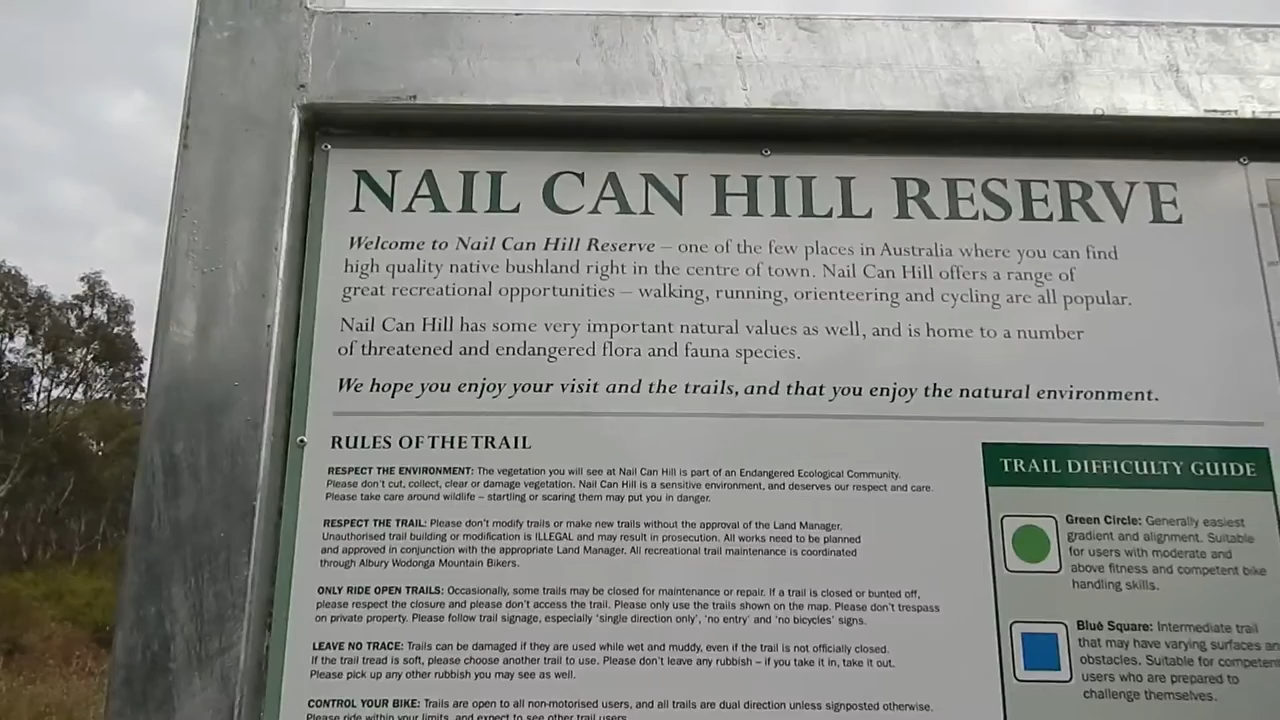 NAIL CAN HILL RESERVE
Welcome to Nail Can Hill Reserve – one of the few places in Australia where you can find
high quality native bushland right in the centre of town. Nail Can Hill offers a range of
great recreational opportunities – walking, running, orienteering and cycling are all popular.
Nail Can Hill has some very important natural values as well, and is home to a number
of threatened and endangered flora and fauna species.
We hope you enjoy your visit and the trails, and that you enjoy the natural environment.
RULES OF THE TRAIL
RESPECT THE ENVIRONMENT: The vegetation you will see at Nail Can Hill is part of an Endangered Ecological Community.
Please don't cut, collect, clear or damage vegetation. Nail Can Hill is a sensitive environment, and deserves our respect and care.
Please take care around wildlife – startling or scaring them may put you in danger.
RESPECT THE TRAIL: Please don't modify trails or make new trails without the approval of the Land Manager.
Unauthorised trail building or modification is ILLEGAL and may result in prosecution. All works need to be planned
and approved in conjunction with the appropriate Land Manager. All recreational trail maintenance is coordinated
through Albury Wodonga Mountain Bikers.
ONLY RIDE OPEN TRAILS: Occasionally, some trails may be closed for maintenance or repair. If a trail is closed or bunted off,
please respect the closure and please don't access the trail. Please only use the trails shown on the map. Please don't trespass
on private property. Please follow trail signage, especially 'single direction only', 'no entry' and 'no bicycles' signs.
LEAVE NO TRACE: Trails can be damaged if they are used while wet and muddy, even if the trail is not officially closed.
If the trail tread is soft, please choose another trail to use. Please don't leave any rubbish – if you take it in, take it out.
Please pick up any other rubbish you may see as well.
CONTROL YOUR BIKE: Trails are open to all non-motorised users, and all trails are dual direction unless signposted otherwise.
Please ride within your limits, and expect to see other trail users.
TRAIL DIFFICULTY GUIDE
Green Circle: Generally easiest
gradient and alignment. Suitable
for users with moderate and
above fitness and competent bike
handling skills.
Blue Square: Intermediate trail
that may have varying surfaces an
obstacles. Suitable for competent
users who are prepared to
challenge themselves.